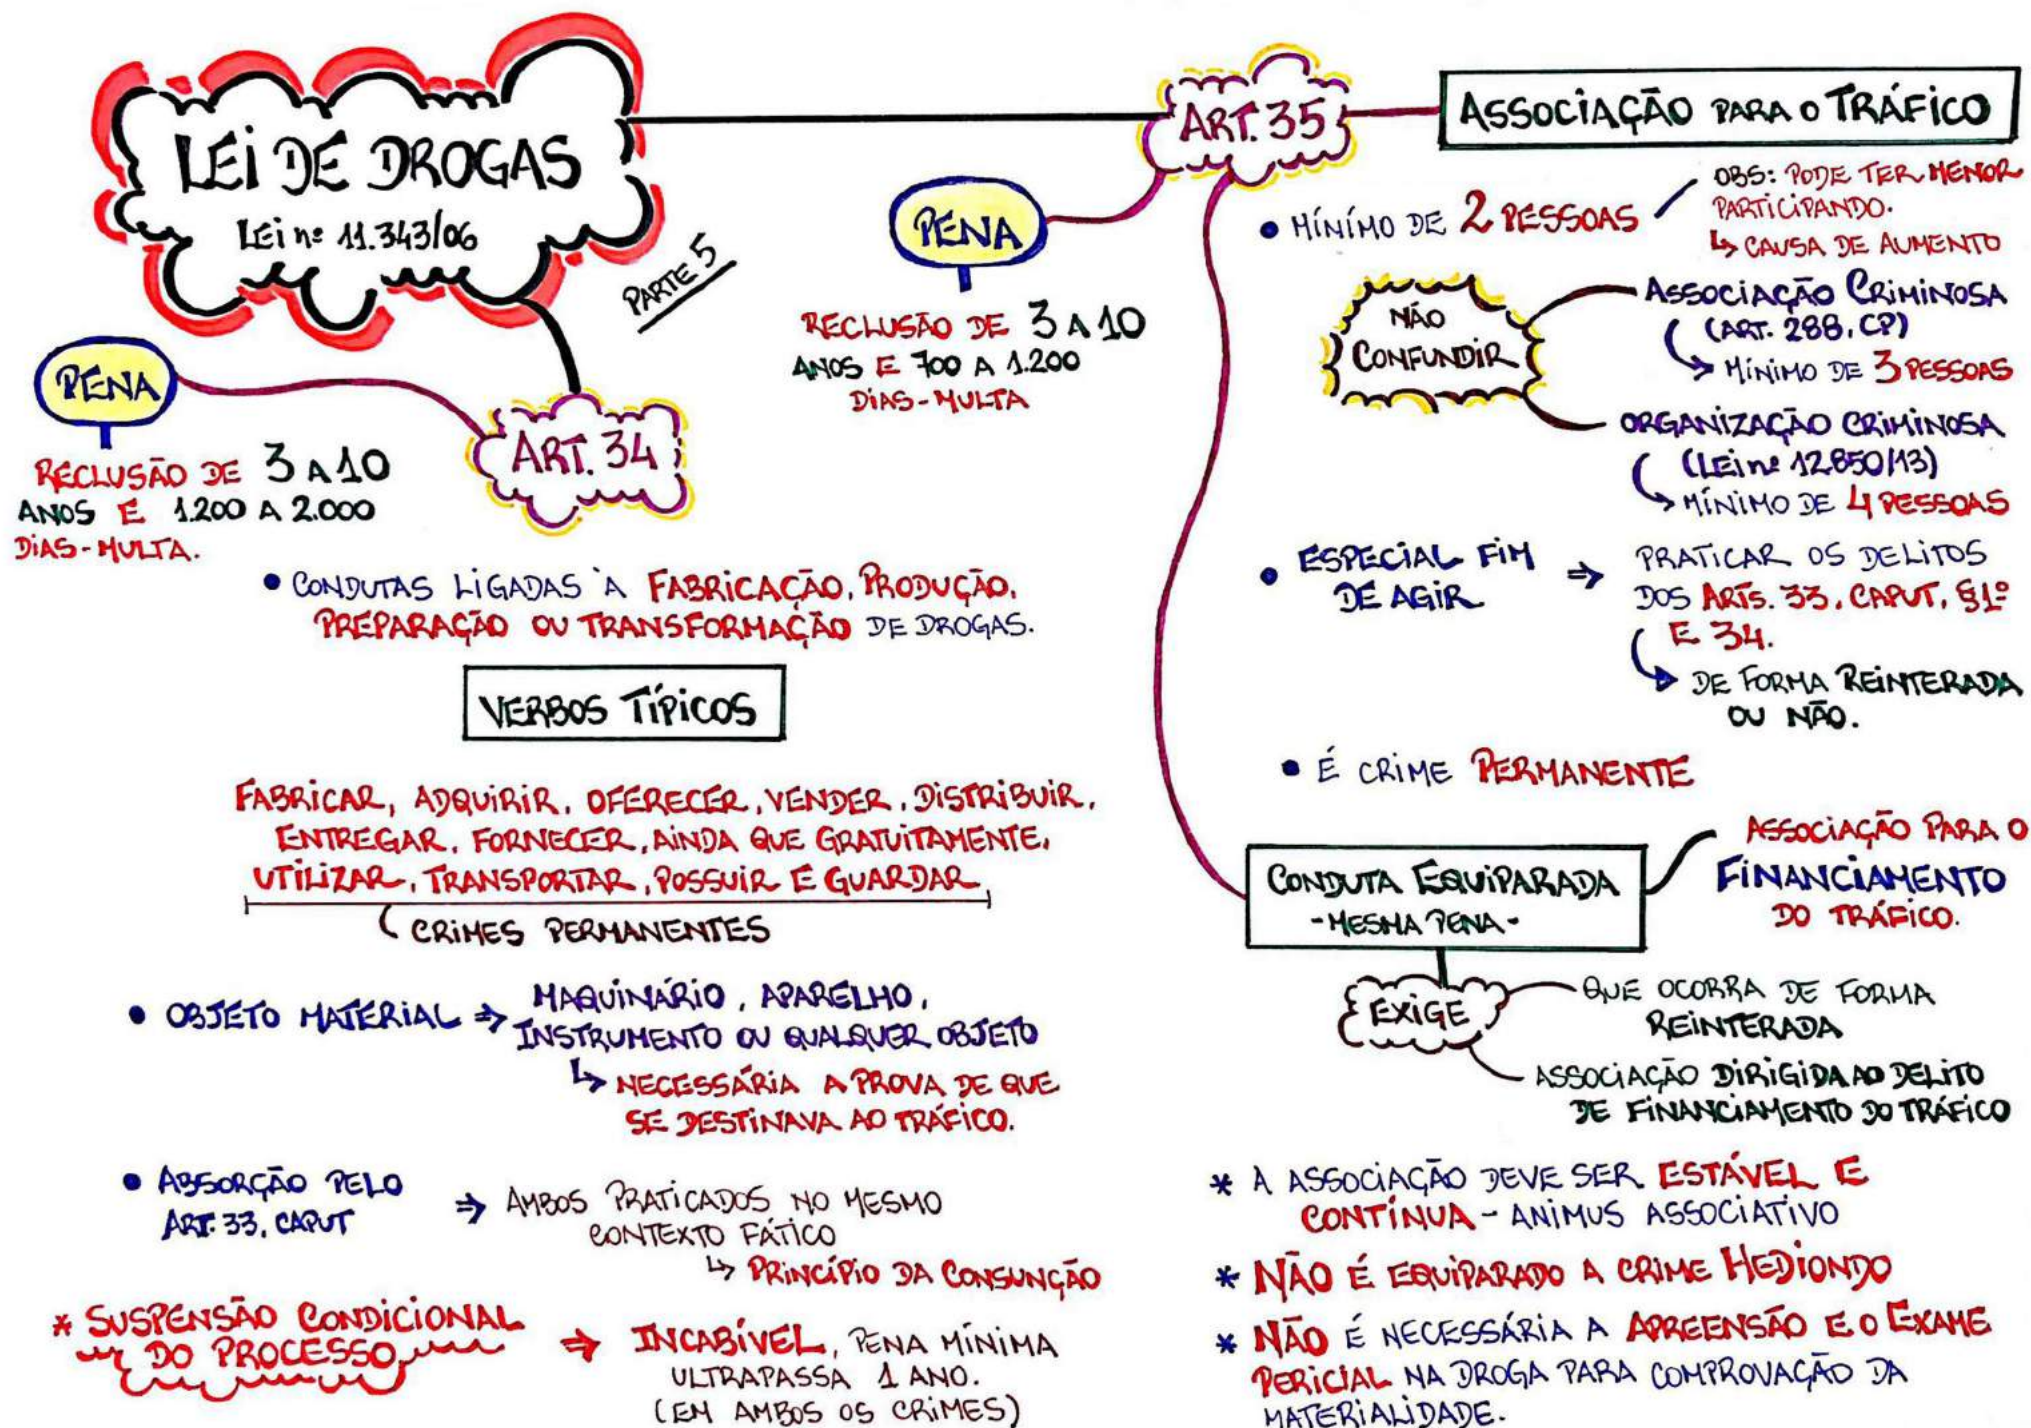 LEI DE DROGAS
LEI nº 11.343/06
PARTE 5
ART. 34
PENA
RECLUSÃO DE 3 A 10
ANOS E 1.200 A 2.000
DIAS-MULTA.
• CONDUTAS LIGADAS À FABRICAÇÃO, PRODUÇÃO,
PREPARAÇÃO OU TRANSFORMAÇÃO DE DROGAS.
VERBOS TÍPICOS
FABRICAR, ADQUIRIR, OFERECER, VENDER, DISTRIBUIR,
ENTREGAR, FORNECER, AINDA QUE GRATUITAMENTE,
UTILIZAR, TRANSPORTAR, POSSUIR E GUARDAR
CRIMES PERMANENTES
• OBJETO MATERIAL ⇒ MAQUINÁRIO, APARELHO,
INSTRUMENTO OU QUALQUER OBJETO
↳ NECESSÁRIA A PROVA DE QUE
SE DESTINAVA AO TRÁFICO.
• ABSORÇÃO PELO
ART. 33, CAPUT
⇒ AMBOS PRATICADOS NO MESMO
CONTEXTO FÁTICO
↳ PRINCÍPIO DA CONSUNÇÃO
* SUSPENSÃO CONDICIONAL
DO PROCESSO
⇒ INCABÍVEL, PENA MÍNIMA
ULTRAPASSA 1 ANO.
(EM AMBOS OS CRIMES)
ART. 35
PENA
RECLUSÃO DE 3 A 10
ANOS E 700 A 1.200
DIAS-MULTA
ASSOCIAÇÃO PARA O TRÁFICO
• MÍNIMO DE 2 PESSOAS
OBS: PODE TER MENOR
PARTICIPANDO.
↳ CAUSA DE AUMENTO
NÃO
CONFUNDIR
ASSOCIAÇÃO CRIMINOSA
(ART. 288, CP)
MÍNIMO DE 3 PESSOAS
ORGANIZAÇÃO CRIMINOSA
(LEI nº 12.850/13)
MÍNIMO DE 4 PESSOAS
• ESPECIAL FIM
DE AGIR
⇒ PRATICAR OS DELITOS
DOS ARTS. 33, CAPUT, §1º
E 34.
DE FORMA REINTERADA
OU NÃO.
• É CRIME PERMANENTE
CONDUTA EQUIPARADA
-MESMA PENA-
ASSOCIAÇÃO PARA O
FINANCIAMENTO
DO TRÁFICO.
EXIGE
QUE OCORRA DE FORMA
REINTERADA
ASSOCIAÇÃO DIRIGIDA AO DELITO
DE FINANCIAMENTO DO TRÁFICO
* A ASSOCIAÇÃO DEVE SER ESTÁVEL E
CONTÍNUA - ANIMUS ASSOCIATIVO
* NÃO É EQUIPARADO A CRIME HEDIONDO
* NÃO É NECESSÁRIA A APREENSÃO E O EXAME
PERICIAL NA DROGA PARA COMPROVAÇÃO DA
MATERIALIDADE.